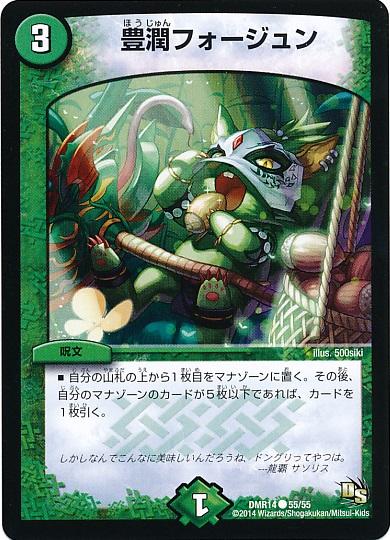 3
ほうじゅん
豊潤フォージュン
呪文
illus. 500siki
■ 自分の山札の上から1枚目をマナゾーンに置く。その後、
自分のマナゾーンのカードが5枚以下であれば、カードを
1枚引く。
しかしなんでこんなに美味しいんだろうね、ドングリってやつは。
---龍覇 サソリス
1
DMR14 ● 55/55
©2014 Wizards/Shogakukan/Mitsui-Kids
DS